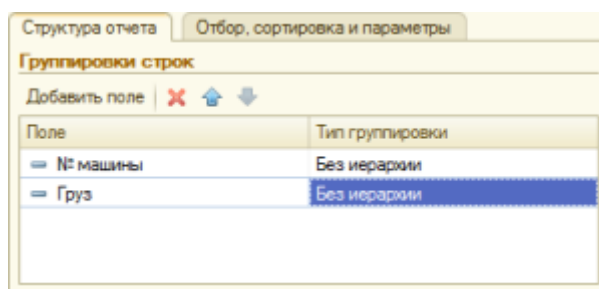 Структура отчета Отбор, сортировка и параметры
Группировки строк
Добавить поле
Поле Тип группировки
№ машины Без иерархии
Груз Без иерархии